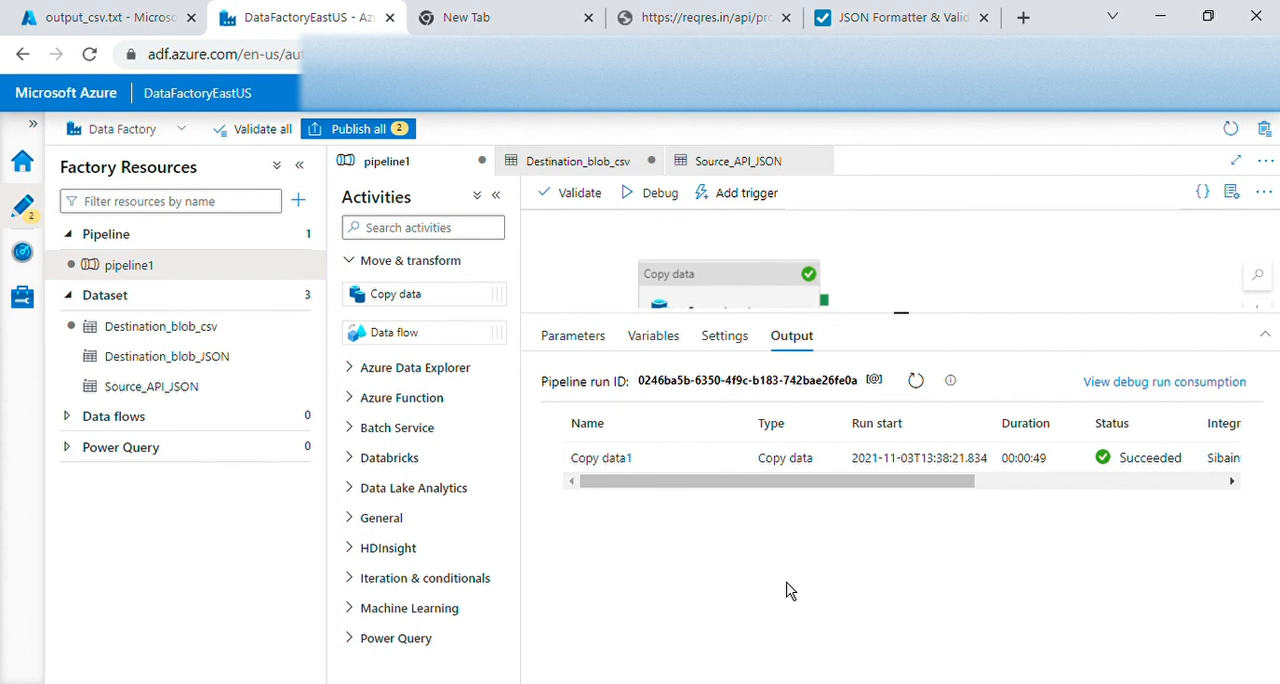 output_csv.txt - Microso
DataFactoryEastUS - Az
New Tab
https://reqres.in/api/pr
JSON Formatter & Valid
adf.azure.com/en-us/aut
Microsoft Azure
DataFactoryEastUS
Data Factory
Validate all
Publish all 2
Factory Resources
Filter resources by name
Pipeline 1
pipeline1
Dataset 3
Destination_blob_csv
Destination_blob_JSON
Source_API_JSON
Data flows 0
Power Query 0
2
pipeline1
Destination_blob_csv
Source_API_JSON
Activities
Search activities
Move & transform
Copy data
Data flow
Azure Data Explorer
Azure Function
Batch Service
Databricks
Data Lake Analytics
General
HDInsight
Iteration & conditionals
Machine Learning
Power Query
Validate
Debug
Add trigger
Copy data
Parameters
Variables
Settings
Output
Pipeline run ID: 0246ba5b-6350-4f9c-b183-742bae26fe0a
View debug run consumption
Name Type Run start Duration Status Integr
Copy data1 Copy data 2021-11-03T13:38:21.834 00:00:49 Succeeded Sibain